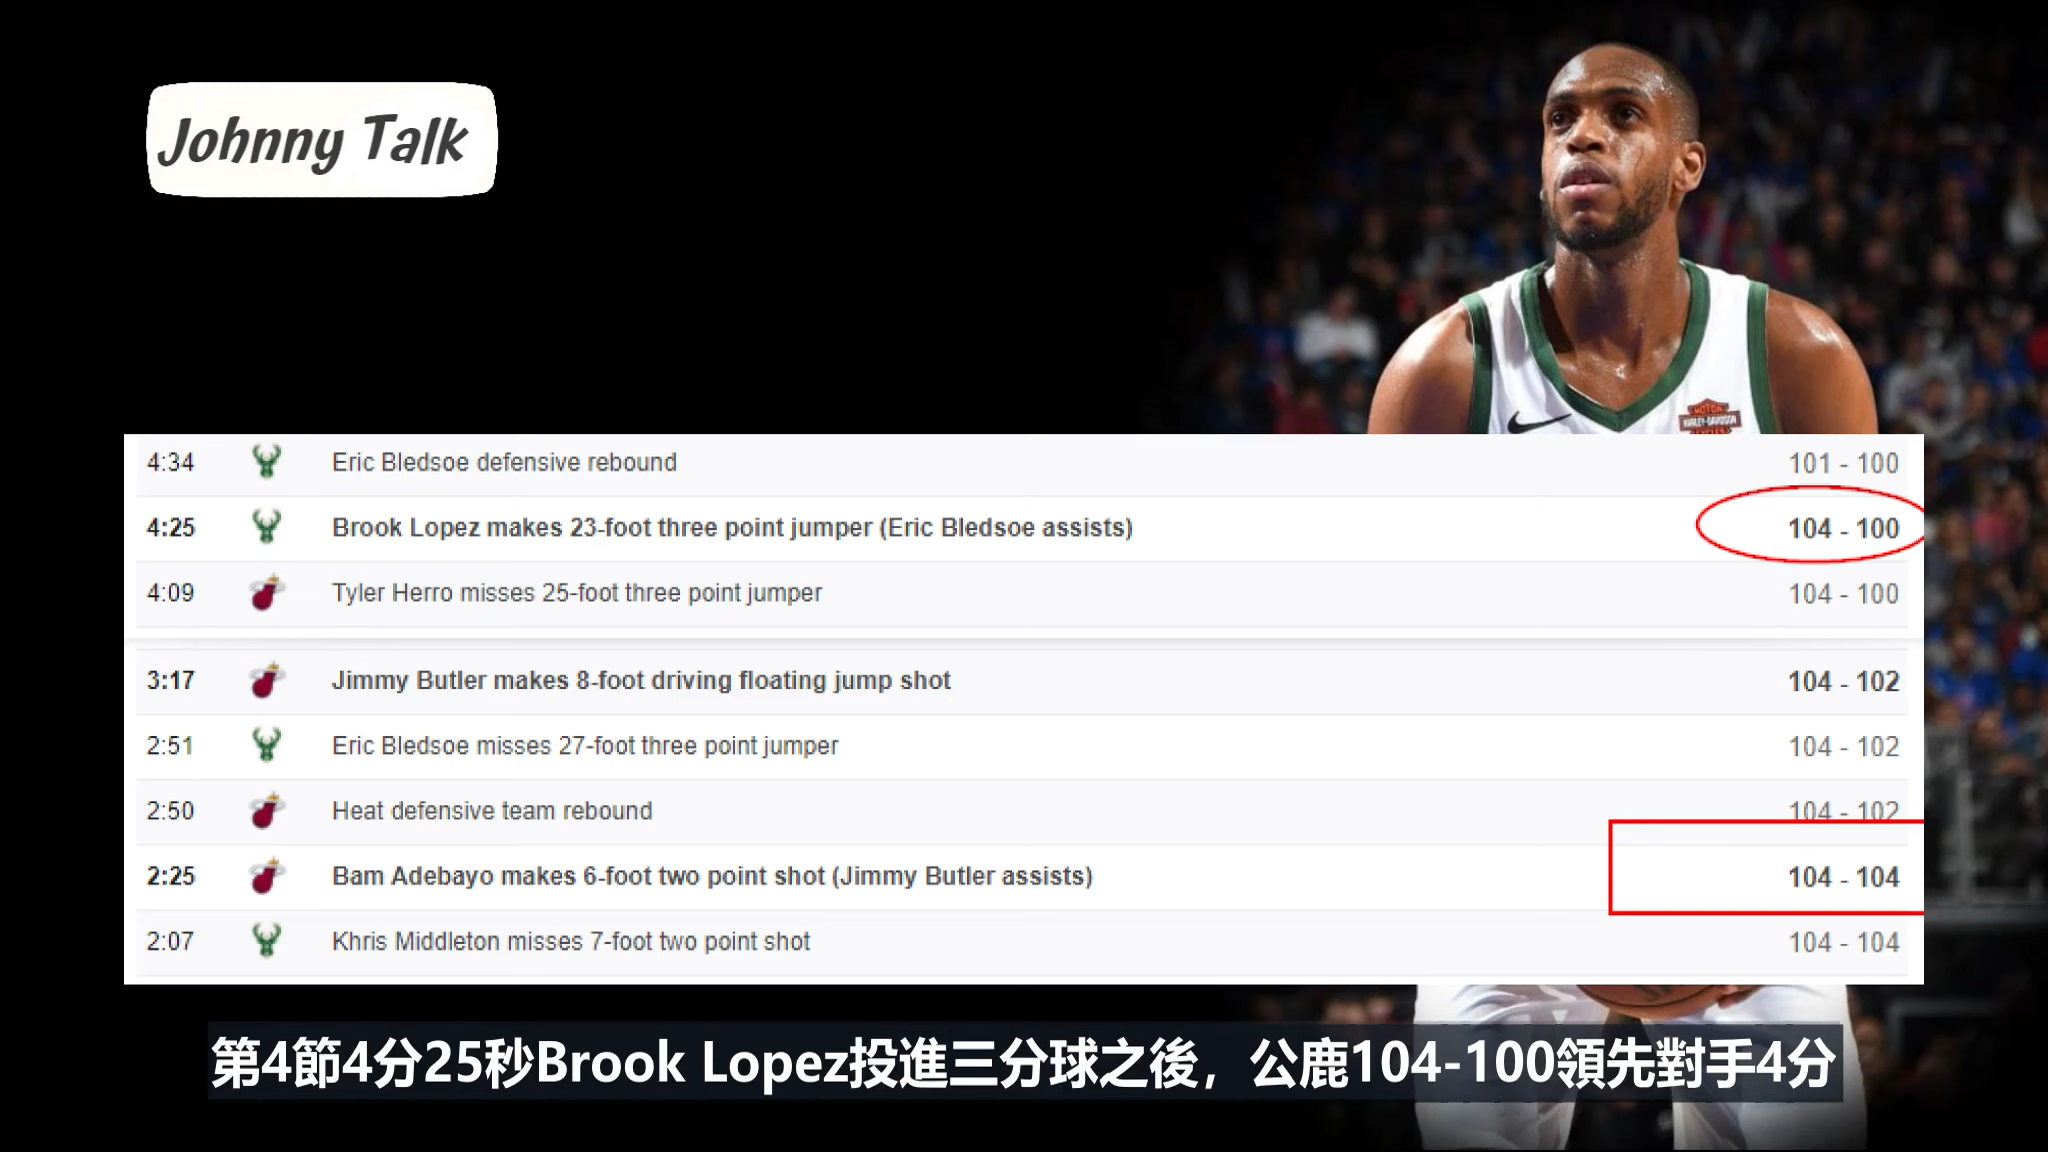 Johnny Talk
4:34 Eric Bledsoe defensive rebound 101 - 100
4:25 Brook Lopez makes 23-foot three point jumper (Eric Bledsoe assists) 104 - 100
4:09 Tyler Herro misses 25-foot three point jumper 104 - 100
3:17 Jimmy Butler makes 8-foot driving floating jump shot 104 - 102
2:51 Eric Bledsoe misses 27-foot three point jumper 104 - 102
2:50 Heat defensive team rebound 104 - 102
2:25 Bam Adebayo makes 6-foot two point shot (Jimmy Butler assists) 104 - 104
2:07 Khris Middleton misses 7-foot two point shot 104 - 104
MOTOR
HARLEY-DAVIDSON
CYCLES
第4節4分25秒Brook Lopez投進三分球之後，公鹿104-100領先對手4分